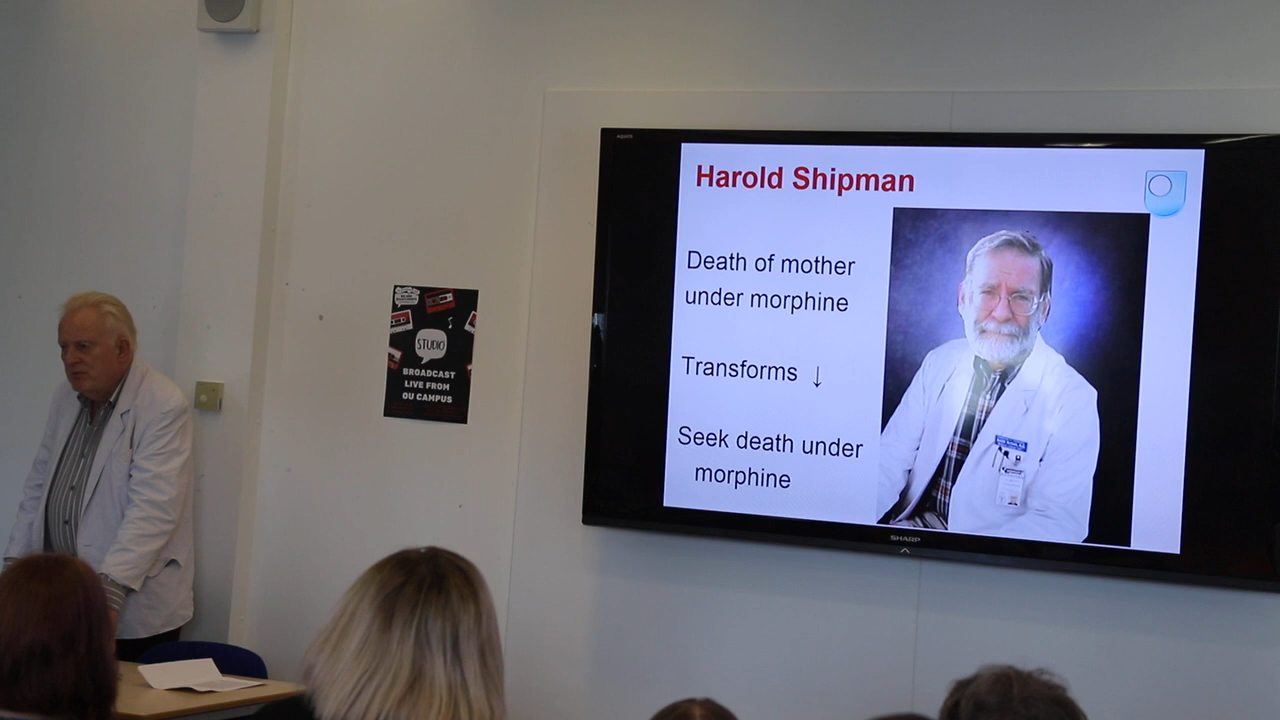 Harold Shipman
Death of mother
under morphine
Transforms ↓
Seek death under
morphine
SHARP
STUDIO
BROADCAST
LIVE FROM
OU CAMPUS